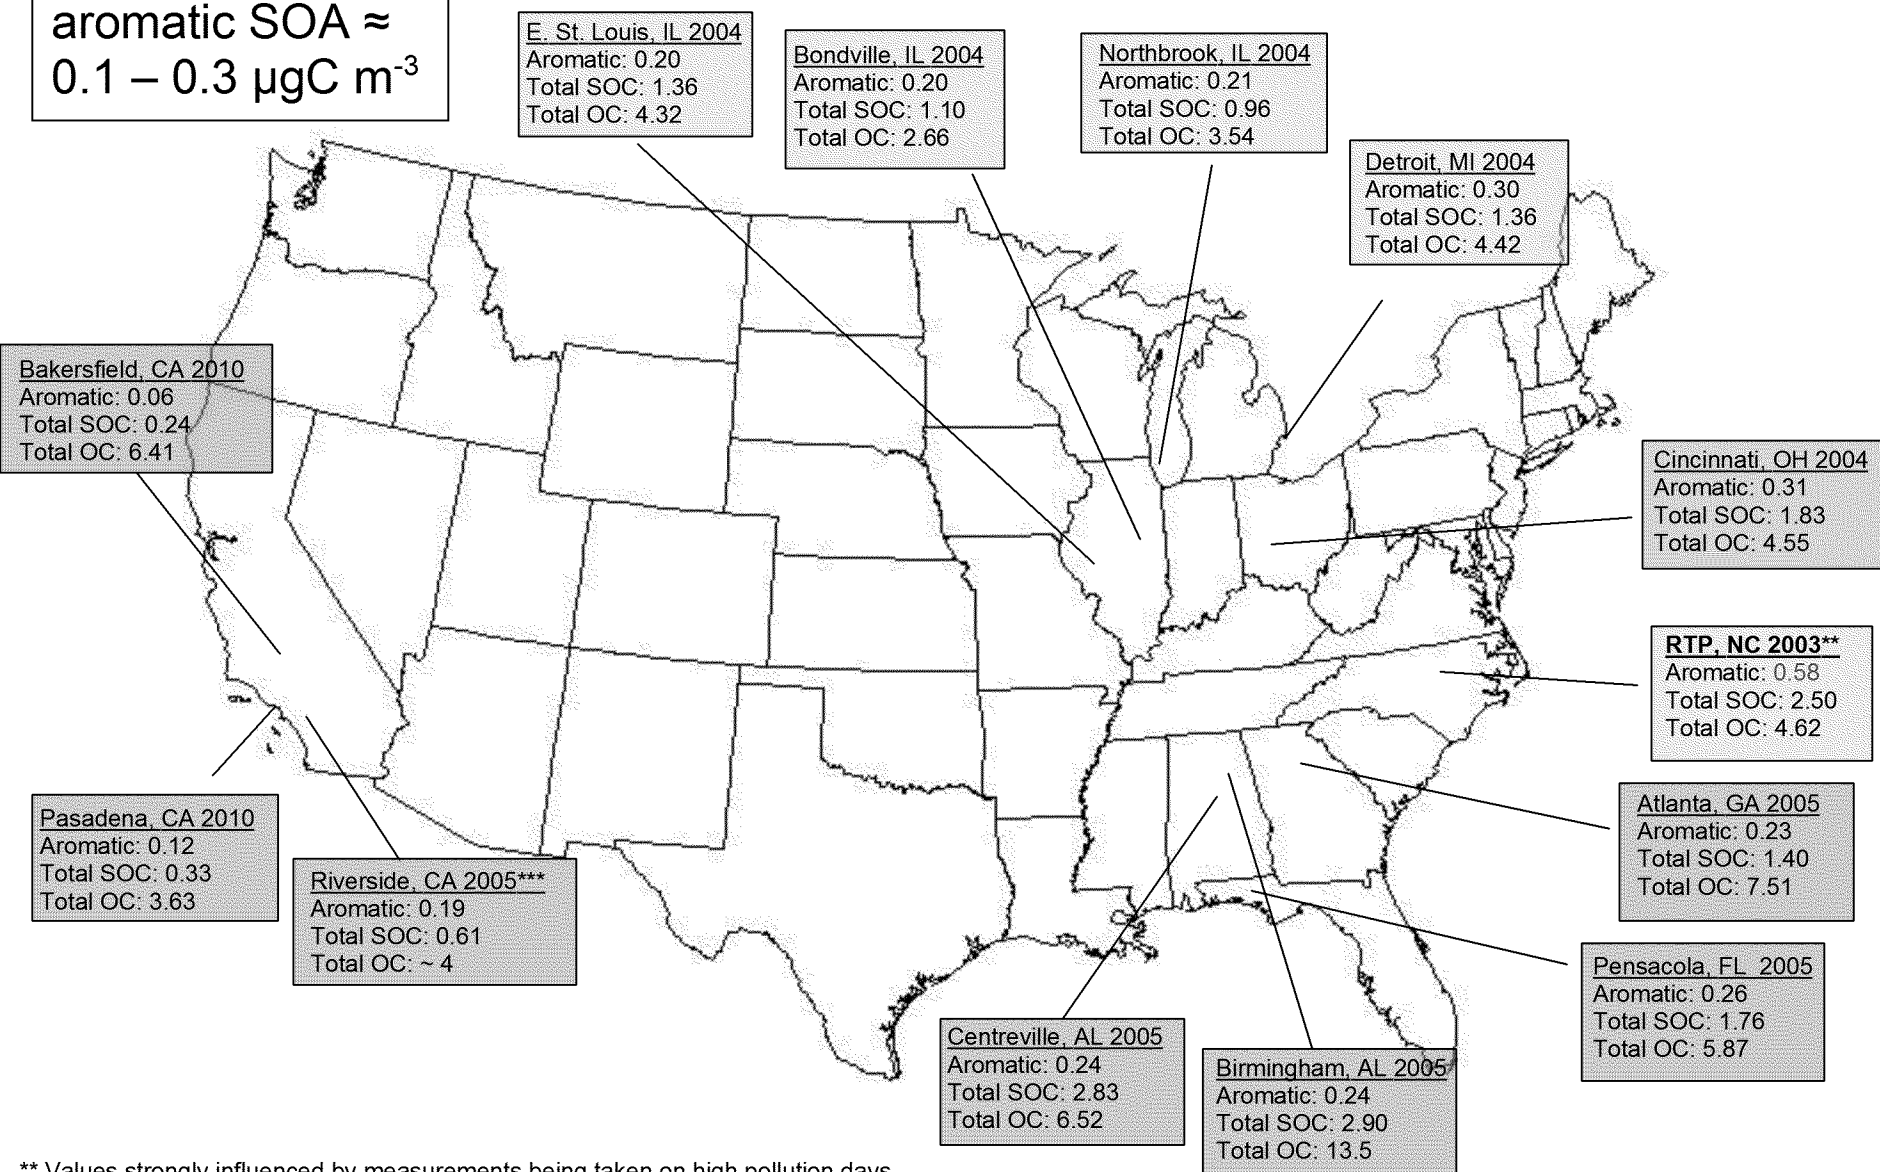 aromatic SOA ≈
0.1 – 0.3 µgC m-3
E. St. Louis, IL 2004
Aromatic: 0.20
Total SOC: 1.36
Total OC: 4.32
Bondville, IL 2004
Aromatic: 0.20
Total SOC: 1.10
Total OC: 2.66
Northbrook, IL 2004
Aromatic: 0.21
Total SOC: 0.96
Total OC: 3.54
Detroit, MI 2004
Aromatic: 0.30
Total SOC: 1.36
Total OC: 4.42
Bakersfield, CA 2010
Aromatic: 0.06
Total SOC: 0.24
Total OC: 6.41
Cincinnati, OH 2004
Aromatic: 0.31
Total SOC: 1.83
Total OC: 4.55
RTP, NC 2003**
Aromatic: 0.58
Total SOC: 2.50
Total OC: 4.62
Atlanta, GA 2005
Aromatic: 0.23
Total SOC: 1.40
Total OC: 7.51
Pasadena, CA 2010
Aromatic: 0.12
Total SOC: 0.33
Total OC: 3.63
Riverside, CA 2005***
Aromatic: 0.19
Total SOC: 0.61
Total OC: ~ 4
Pensacola, FL  2005
Aromatic: 0.26
Total SOC: 1.76
Total OC: 5.87
Centreville, AL 2005
Aromatic: 0.24
Total SOC: 2.83
Total OC: 6.52
Birmingham, AL 2005
Aromatic: 0.24
Total SOC: 2.90
Total OC: 13.5
** Values strongly influenced by measurements being taken on high pollution days